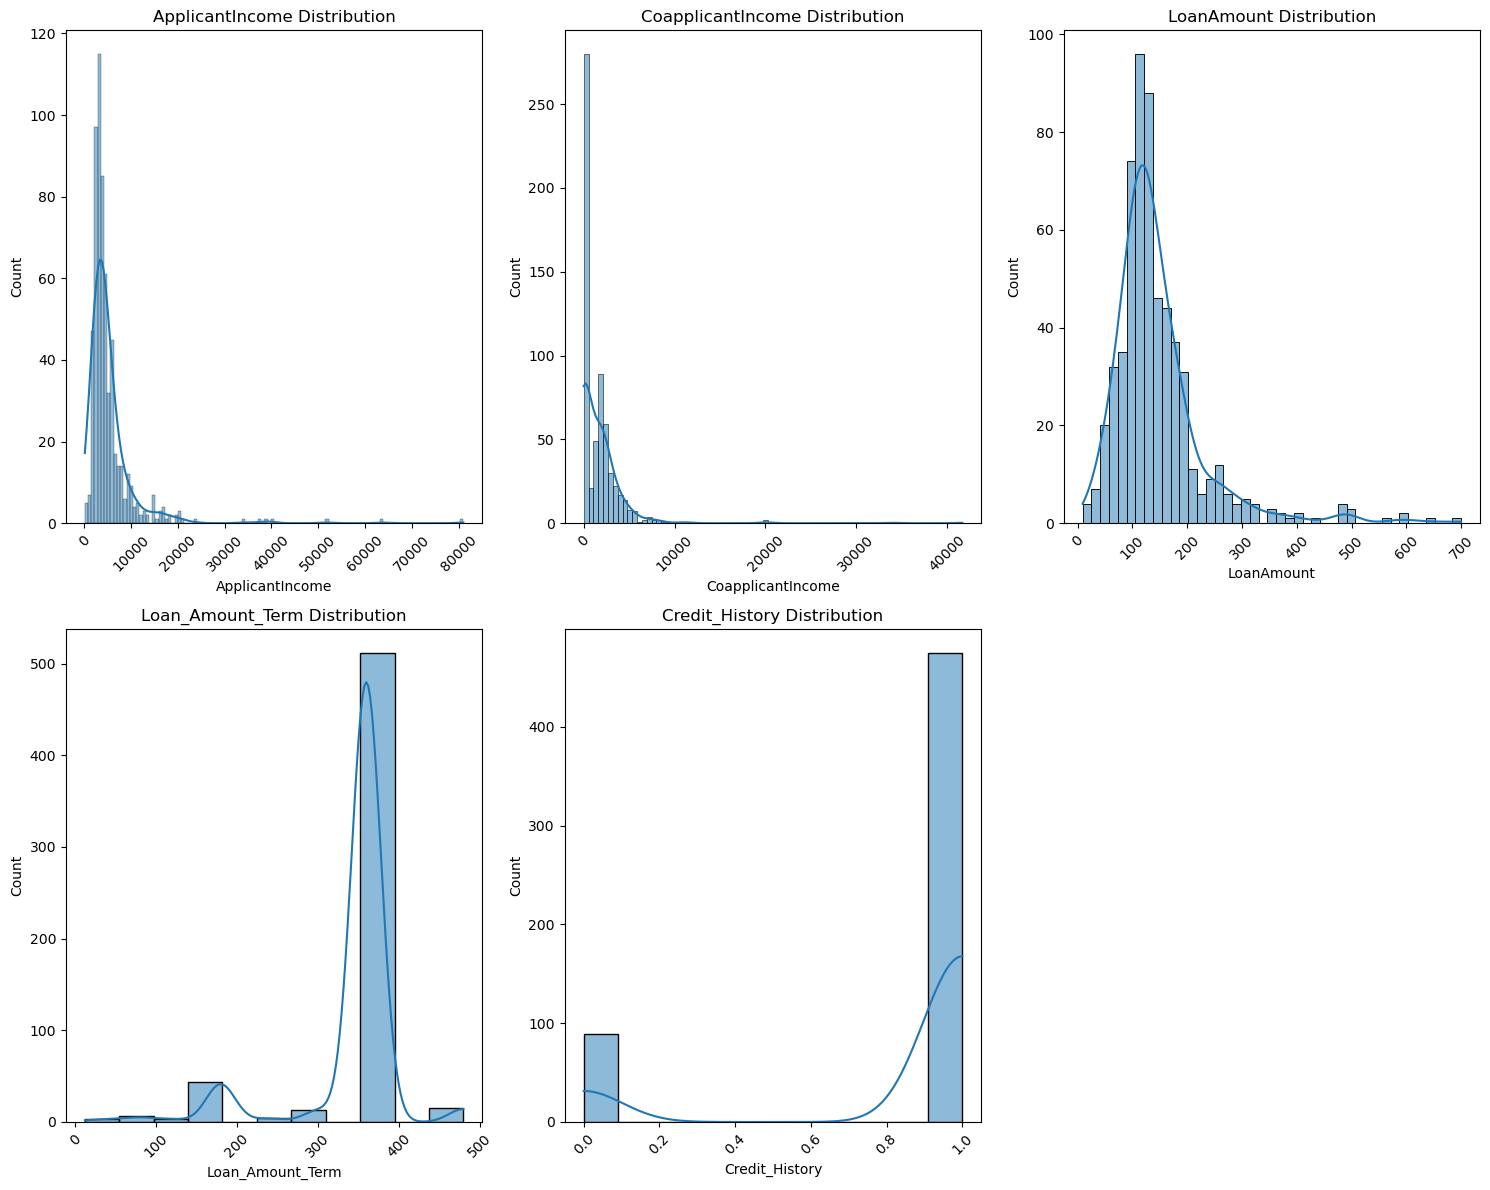 ApplicantIncome Distribution
120
100
80
60
40
20
0
Count
0 10000 20000 30000 40000 50000 60000 70000 80000
ApplicantIncome
CoapplicantIncome Distribution
250
200
150
100
50
0
Count
0 10000 20000 30000 40000
CoapplicantIncome
LoanAmount Distribution
100
80
60
40
20
0
Count
0 100 200 300 400 500 600 700
LoanAmount
Loan_Amount_Term Distribution
500
400
300
200
100
0
Count
0 100 200 300 400 500
Loan_Amount_Term
Credit_History Distribution
400
300
200
100
0
Count
0.0 0.2 0.4 0.6 0.8 1.0
Credit_History